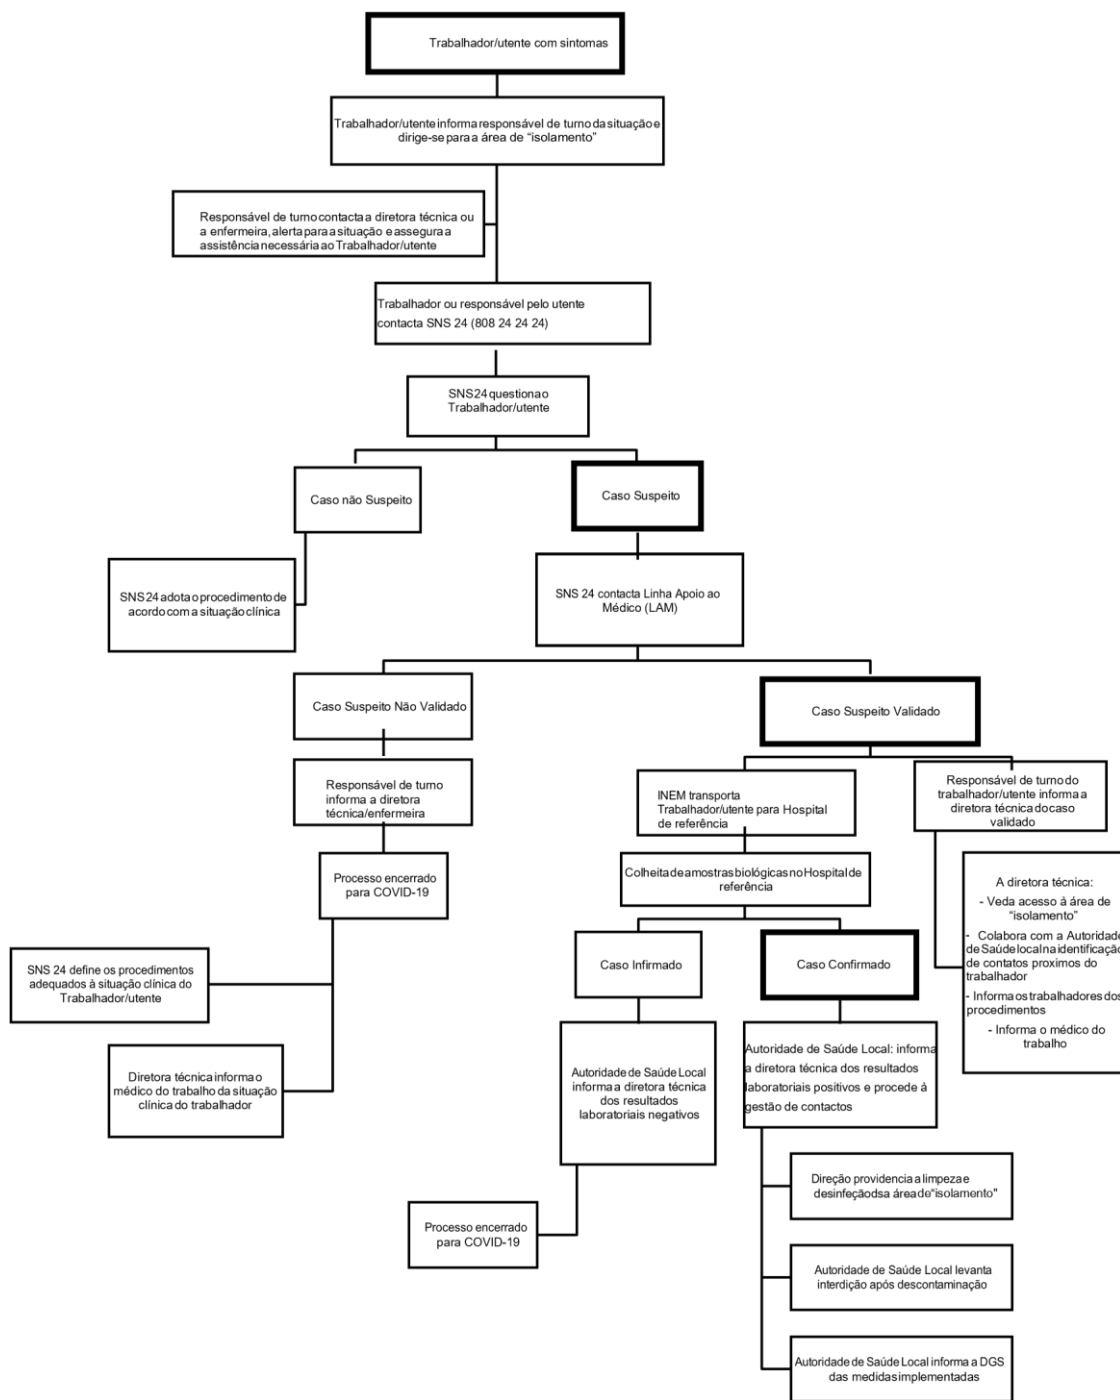 Trabalhador/utente com sintomas
Trabalhador/utente informa responsável de turno da situação e
dirige-se para a área de “isolamento”
Responsável de turno contacta a diretora técnica ou
a enfermeira, alerta para a situação e assegura a
assistência necessária ao Trabalhador/utente
Trabalhador ou responsável pelo utente
contacta SNS 24 (808 24 24 24)
SNS24 questiona o
Trabalhador/utente
Caso não Suspeito
Caso Suspeito
SNS 24 adota o procedimento de
acordo com a situação clínica
SNS 24 contacta Linha Apoio ao
Médico (LAM)
Caso Suspeito Não Validado
Caso Suspeito Validado
Responsável de turno
informa a diretora
técnica/enfermeira
INEM transporta
Trabalhador/utente para Hospital
de referência
Responsável de turno do
trabalhador/utente informa a
diretora técnica do caso
validado
Processo encerrado
para COVID-19
Colheita de amostras biológicas no Hospital de
referência
A diretora técnica:
- Veda acesso à área de
“isolamento”
- Colabora com a Autoridade
de Saúde local na identificação
de contatos proximos do
trabalhador
- Informa os trabalhadores dos
procedimentos
- Informa o médico do
trabalho
SNS 24 define os procedimentos
adequados à situação clínica do
Trabalhador/utente
Caso Infirmado
Caso Confirmado
Diretora técnica informa o
médico do trabalho da situação
clínica do trabalhador
Autoridade de Saúde Local
informa a diretora técnica
dos resultados
laboratoriais negativos
Autoridade de Saúde Local: informa
a diretora técnica dos resultados
laboratoriais positivos e procede à
gestão de contactos
Processo encerrado
para COVID-19
Direção providencia a limpeza e
desinfeçãodsa área de “isolamento”
Autoridade de Saúde Local levanta
interdição após descontaminação
Autoridade de Saúde Local informa a DGS
das medidas implementadas